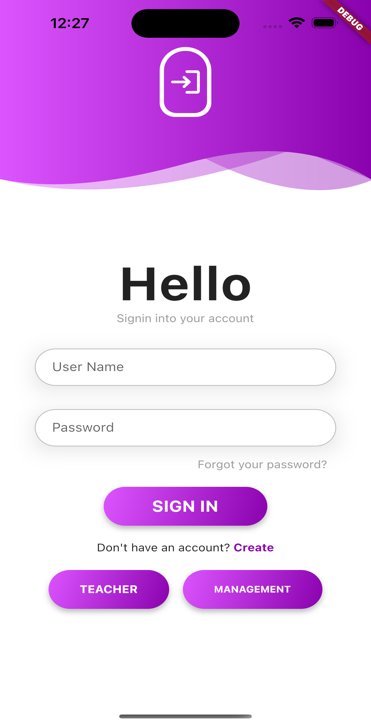 12:27
DEBUG
Hello
Signin into your account
User Name
Password
Forgot your password?
SIGN IN
Don't have an account? Create
TEACHER
MANAGEMENT